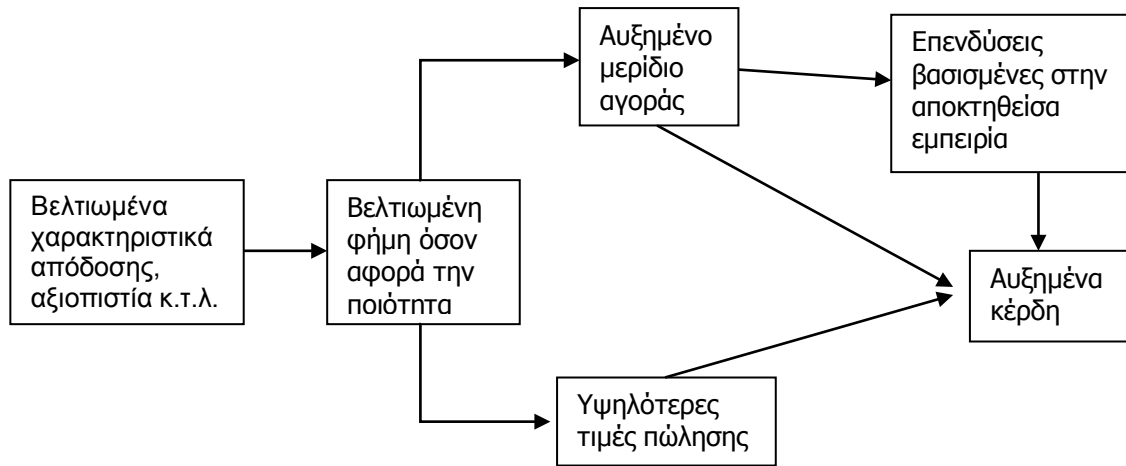 Βελτιωμένα
χαρακτηριστικά
απόδοσης,
αξιοπιστία κ.τ.λ.
Βελτιωμένη
φήμη όσον
αφορά την
ποιότητα
Αυξημένο
μερίδιο
αγοράς
Επενδύσεις
βασισμένες στην
αποκτηθείσα
εμπειρία
Υψηλότερες
τιμές πώλησης
Αυξημένα
κέρδη